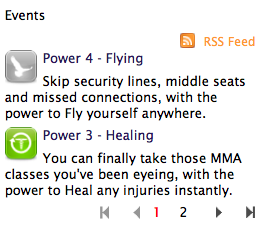 Events
RSS Feed
Power 4 - Flying
Skip security lines, middle seats
and missed connections, with the
power to Fly yourself anywhere.
Power 3 - Healing
You can finally take those MMA
classes you've been eyeing, with the
power to Heal any injuries instantly.
1 2